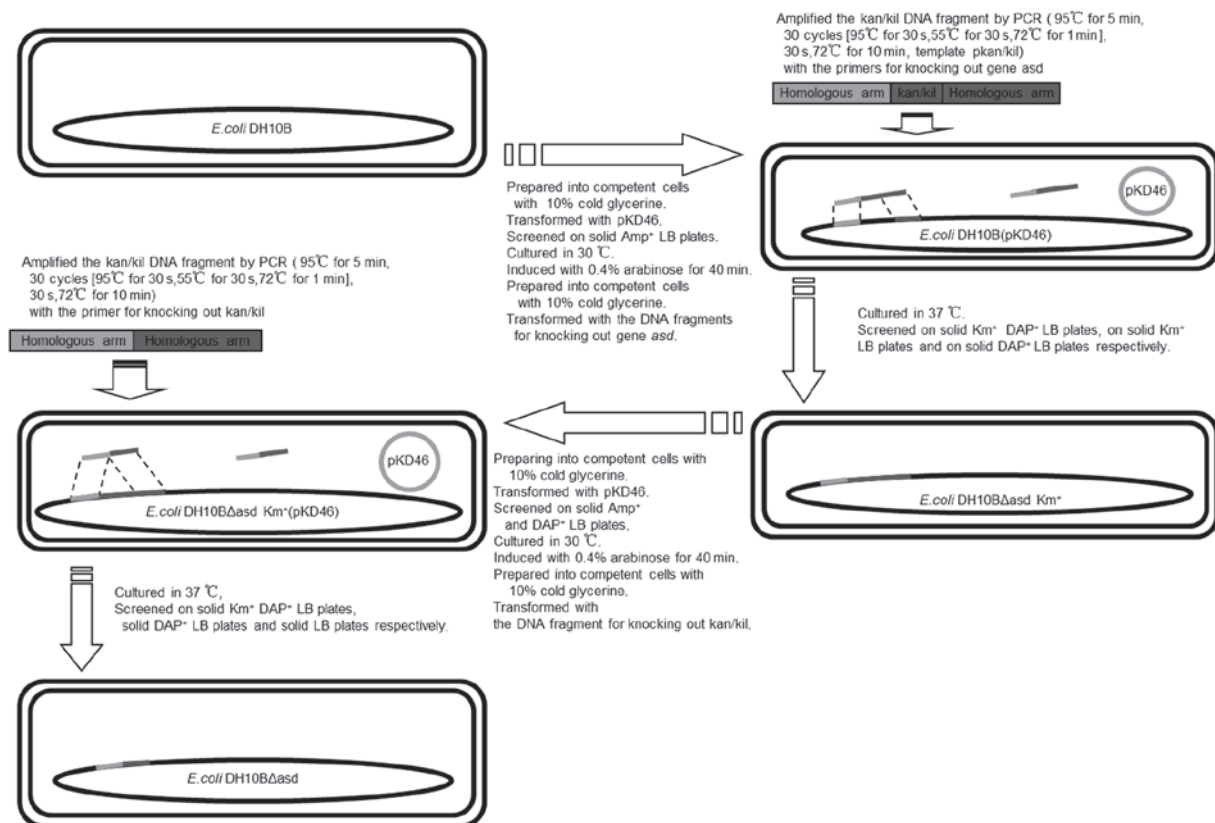 E.coli DH10B
Amplified the kan/kil DNA fragment by PCR ( 95℃ for 5 min,
30 cycles [95℃ for 30 s,55℃ for 30 s,72℃ for 1 min],
30 s,72℃ for 10 min, template pkan/kil)
with the primers for knocking out gene asd
Homologous arm kan/kil Homologous arm
Prepared into competent cells
with 10% cold glycerine.
Transformed with pKD46.
Screened on solid Amp⁺ LB plates.
Cultured in 30 ℃.
Induced with 0.4% arabinose for 40 min.
Prepared into competent cells
with 10% cold glycerine.
Transformed with the DNA fragments
for knocking out gene asd.
pKD46
E.coli DH10B(pKD46)
Cultured in 37 ℃.
Screened on solid Km⁺ DAP⁺ LB plates, on solid Km⁺
LB plates and on solid DAP⁺ LB plates respectively.
E.coli DH10BΔasd Km⁺
Preparing into competent cells with
10% cold glycerine.
Transformed with pKD46.
Screened on solid Amp⁺
and DAP⁺ LB plates,
Cultured in 30 ℃.
Induced with 0.4% arabinose for 40 min.
Prepared into competent cells with
10% cold glycerine.
Transformed with
the DNA fragment for knocking out kan/kil.
Amplified the kan/kil DNA fragment by PCR ( 95℃ for 5 min,
30 cycles [95℃ for 30 s,55℃ for 30 s,72℃ for 1 min],
30 s,72℃ for 10 min)
with the primer for knocking out kan/kil
Homologous arm Homologous arm
pKD46
E.coli DH10BΔasd Km⁺(pKD46)
Cultured in 37 ℃,
Screened on solid Km⁺ DAP⁺ LB plates,
solid DAP⁺ LB plates and solid LB plates respectively.
E.coli DH10BΔasd